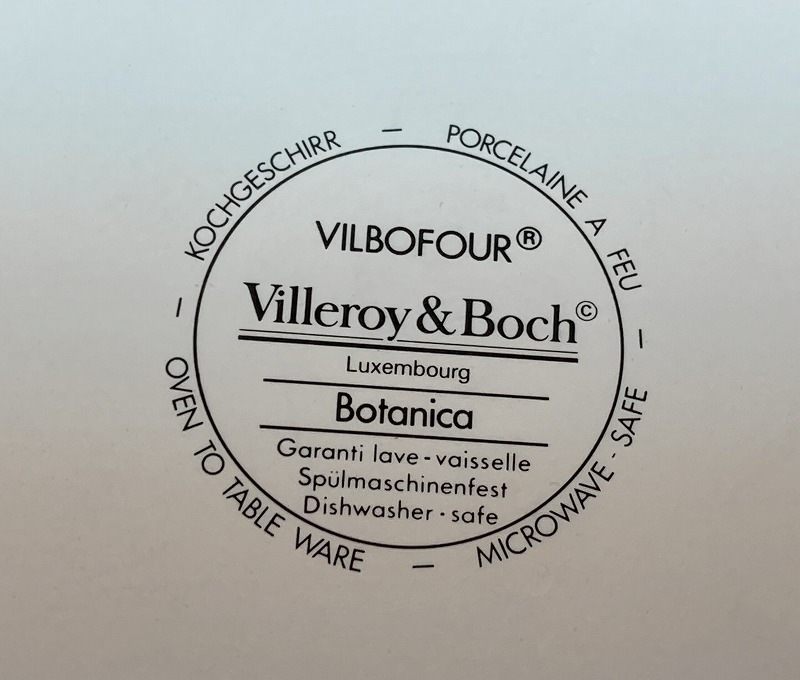 KOCHGESCHIRR — PORCELAINE A FEU — MICROWAVE - SAFE — OVEN TO TABLE WARE —
VILBOFOUR®
Villeroy & Boch©
Luxembourg
Botanica
Garanti lave-vaisselle
Spülmaschinenfest
Dishwasher·safe